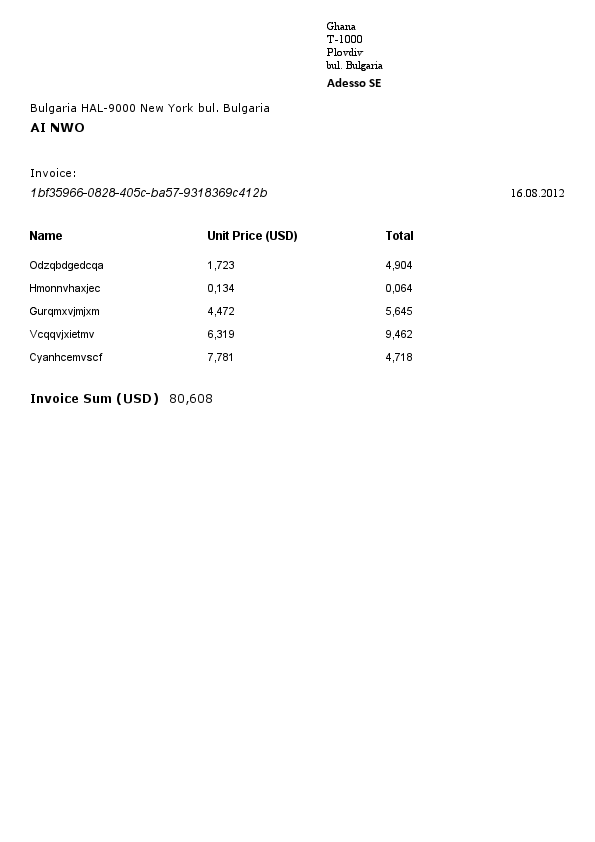 Ghana
T-1000
Plovdiv
bul. Bulgaria
Adesso SE
Bulgaria HAL-9000 New York bul. Bulgaria
AI NWO
Invoice:
1bf35966-0828-405c-ba57-9318369c412b 16.08.2012
Name Unit Price (USD) Total
Odzqbdgedcqa 1,723 4,904
Hmonnvhaxjec 0,134 0,064
Gurqmxvjmjxm 4,472 5,645
Vcqqvjxietmv 6,319 9,462
Cyanhcemvscf 7,781 4,718
Invoice Sum (USD) 80,608